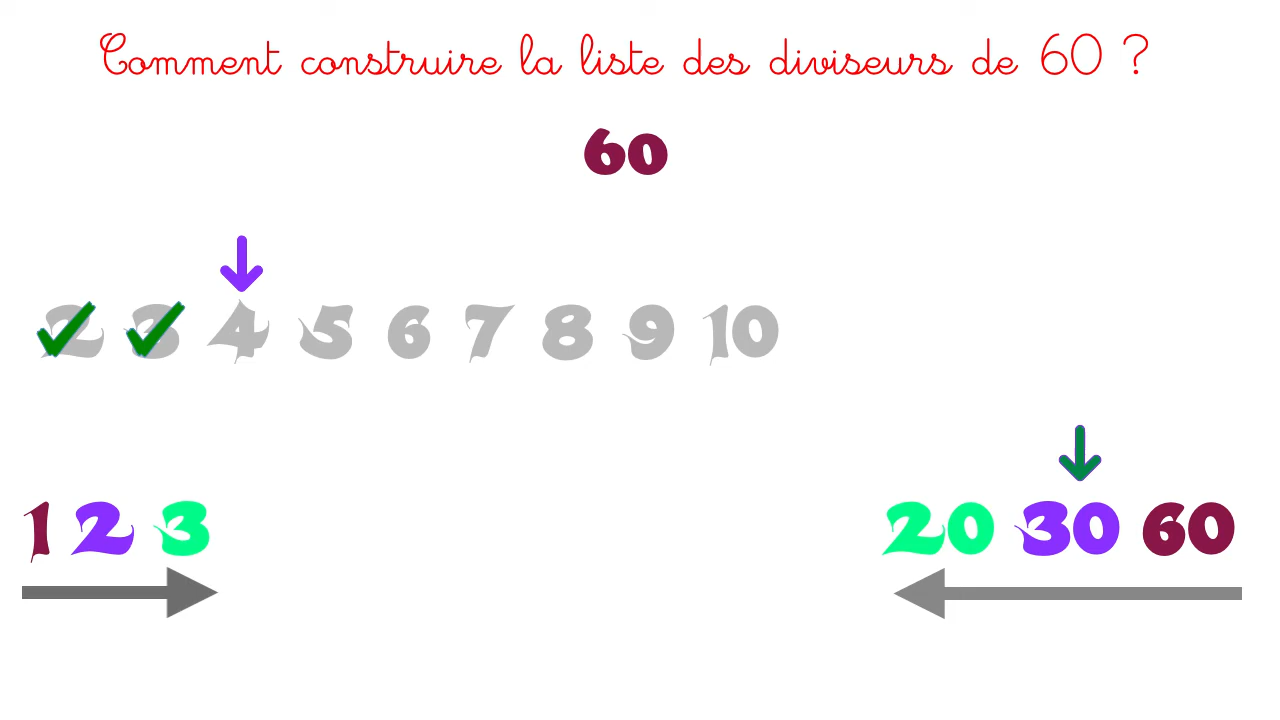 Comment construire la liste des diviseurs de 60 ?
60
2 3 4 5 6 7 8 9 10
1 2 3 20 30 60